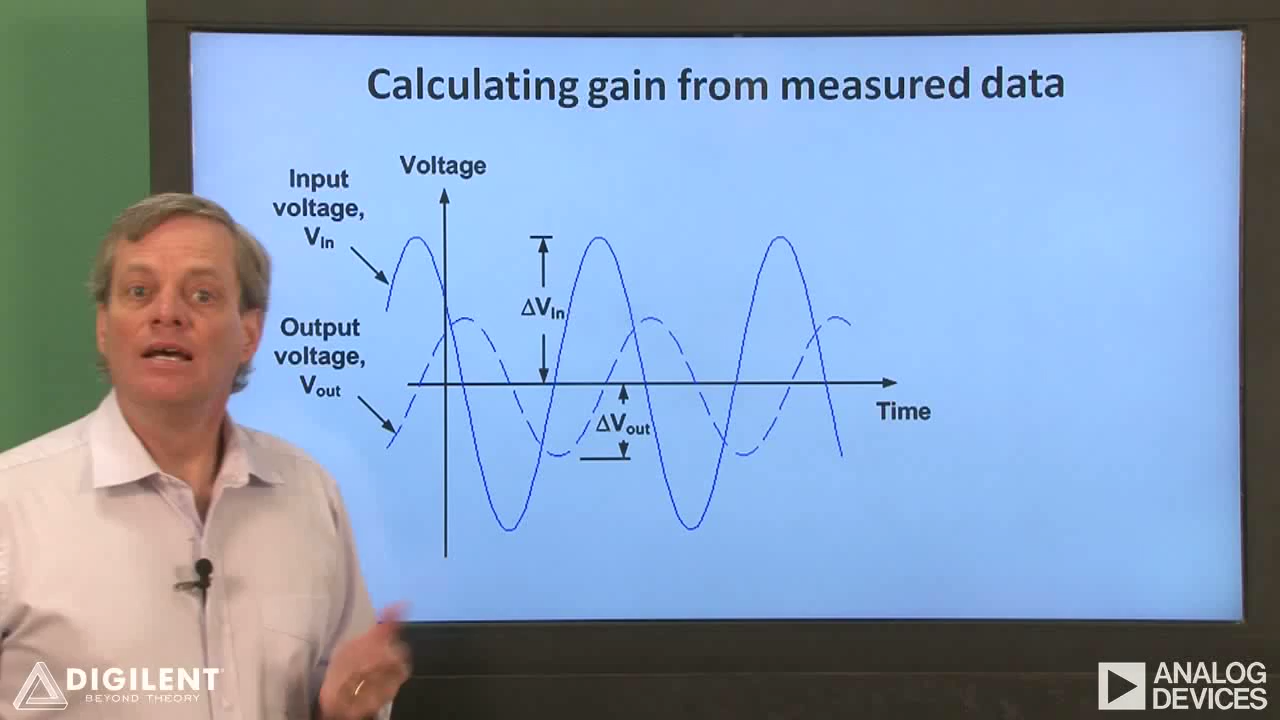 Calculating gain from measured data
Voltage
Input
voltage,
VIn
ΔVIn
Output
voltage,
Vout
ΔVout
Time
DIGILENT
BEYOND THEORY
ANALOG
DEVICES